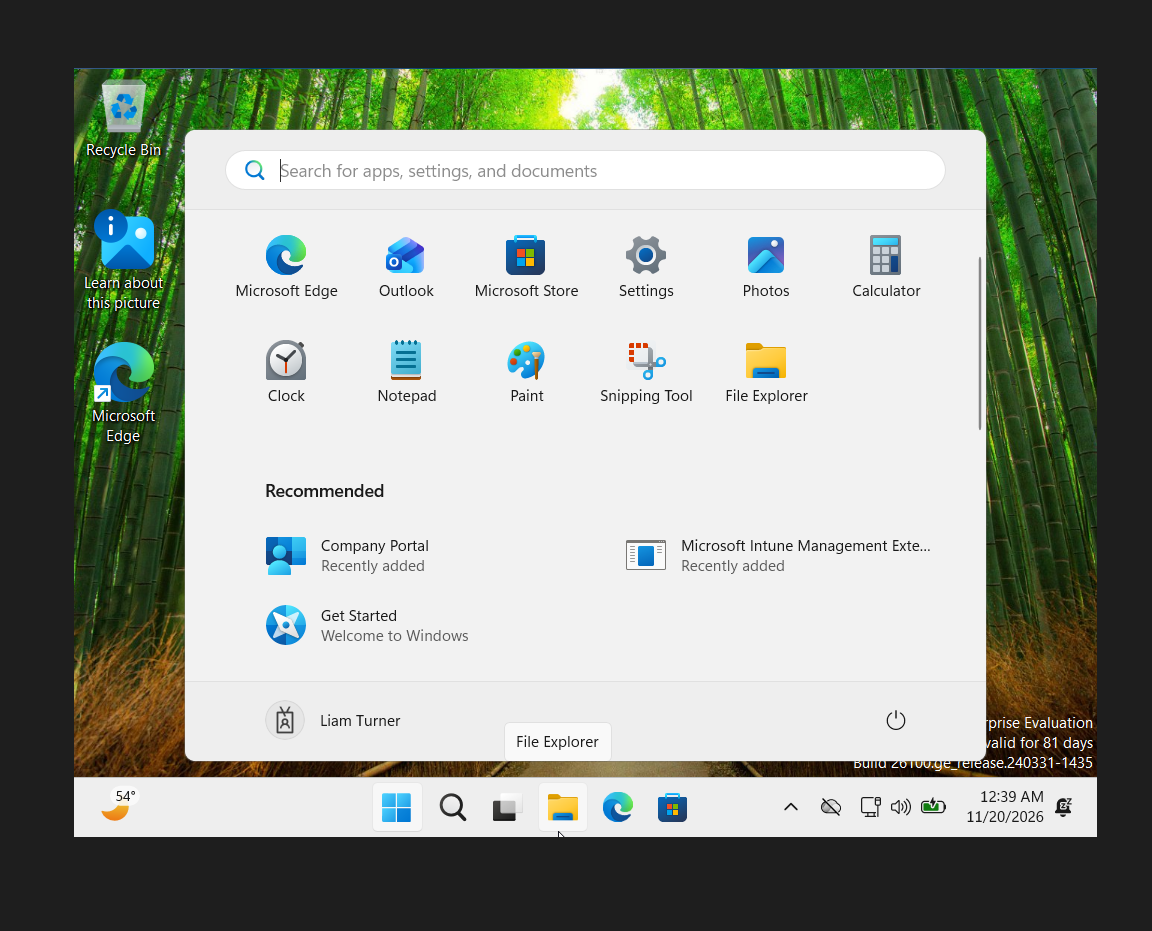 Recycle Bin
Learn about
this picture
Microsoft
Edge
Search for apps, settings, and documents
Microsoft Edge
Outlook
Microsoft Store
Settings
Photos
Calculator
Clock
Notepad
Paint
Snipping Tool
File Explorer
Recommended
Company Portal
Recently added
Microsoft Intune Management Exte...
Recently added
Get Started
Welcome to Windows
Liam Turner
File Explorer
rprise Evaluation
valid for 81 days
Build 26100.ge_release.240331-1435
54°
12:39 AM
11/20/2026